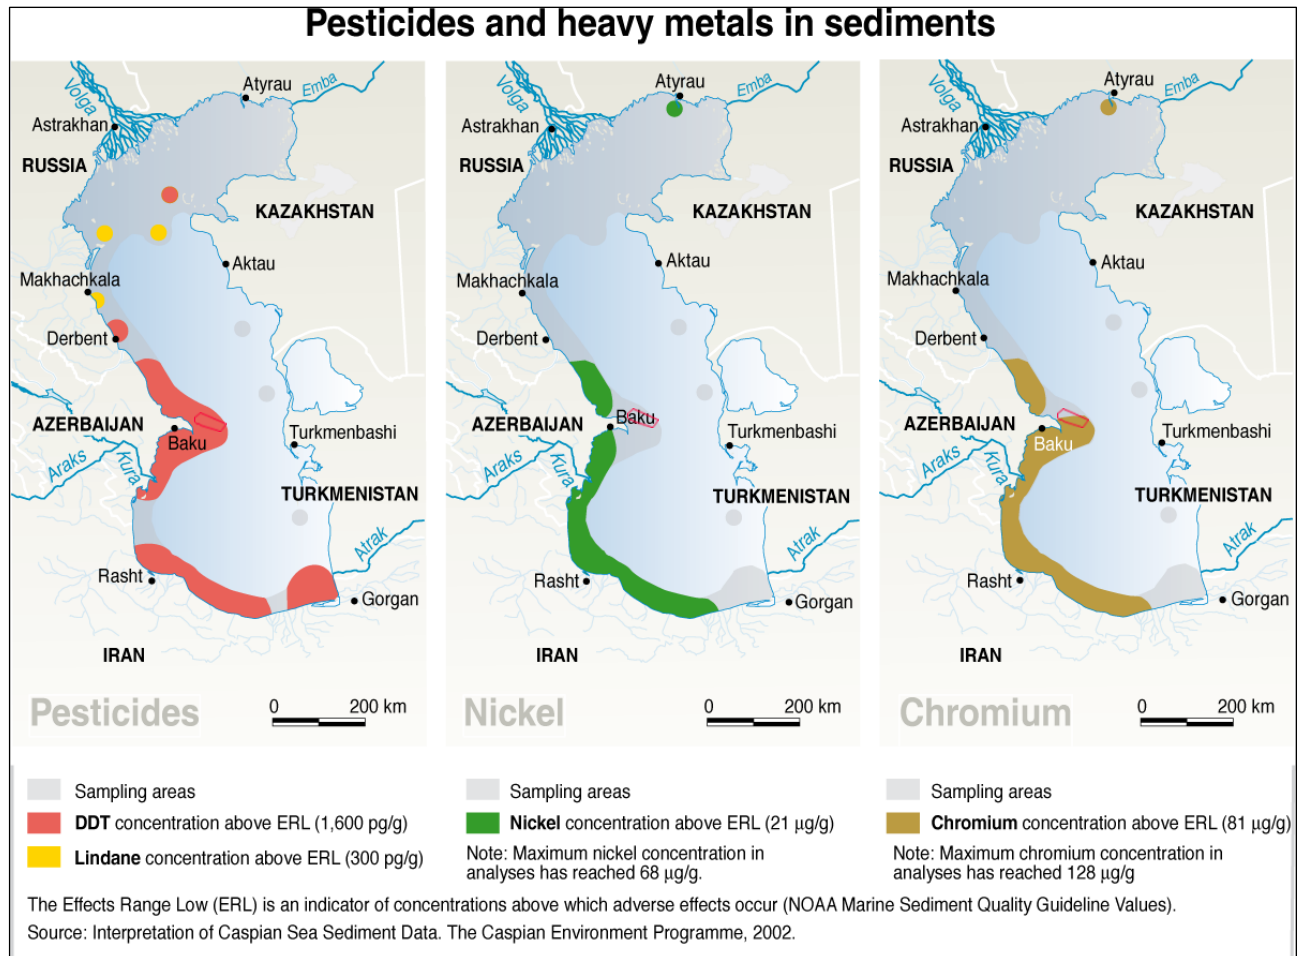 Pesticides and heavy metals in sediments
Volga
Atyrau
Emba
Astrakhan
RUSSIA
KAZAKHSTAN
Aktau
Makhachkala
Derbent
AZERBAIJAN
Baku
Turkmenbashi
Araks
Kura
TURKMENISTAN
Atrak
Rasht
Gorgan
IRAN
Pesticides
0 200 km
Volga
Atyrau
Emba
Astrakhan
RUSSIA
KAZAKHSTAN
Aktau
Makhachkala
Derbent
AZERBAIJAN
Baku
Turkmenbashi
Araks
Kura
TURKMENISTAN
Atrak
Rasht
Gorgan
IRAN
Nickel
0 200 km
Volga
Atyrau
Emba
Astrakhan
RUSSIA
KAZAKHSTAN
Aktau
Makhachkala
Derbent
AZERBAIJAN
Baku
Turkmenbashi
Araks
Kura
TURKMENISTAN
Atrak
Rasht
Gorgan
IRAN
Chromium
0 200 km
Sampling areas
DDT concentration above ERL (1,600 pg/g)
Lindane concentration above ERL (300 pg/g)
Sampling areas
Nickel concentration above ERL (21 µg/g)
Note: Maximum nickel concentration in
analyses has reached 68 µg/g.
Sampling areas
Chromium concentration above ERL (81 µg/g)
Note: Maximum chromium concentration in
analyses has reached 128 µg/g
The Effects Range Low (ERL) is an indicator of concentrations above which adverse effects occur (NOAA Marine Sediment Quality Guideline Values).
Source: Interpretation of Caspian Sea Sediment Data. The Caspian Environment Programme, 2002.